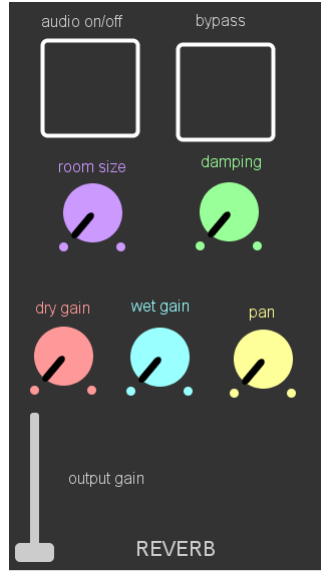 audio on/off
bypass
room size
damping
dry gain
wet gain
pan
output gain
REVERB